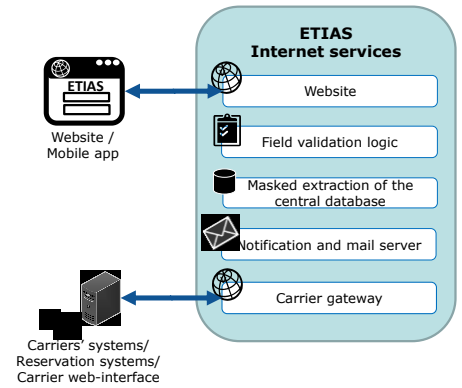 ETIAS
Internet services
ETIAS
Website
Website /
Mobile app
Field validation logic
Masked extraction of the
central database
Notification and mail server
Carrier gateway
Carriers' systems/
Reservation systems/
Carrier web-interface